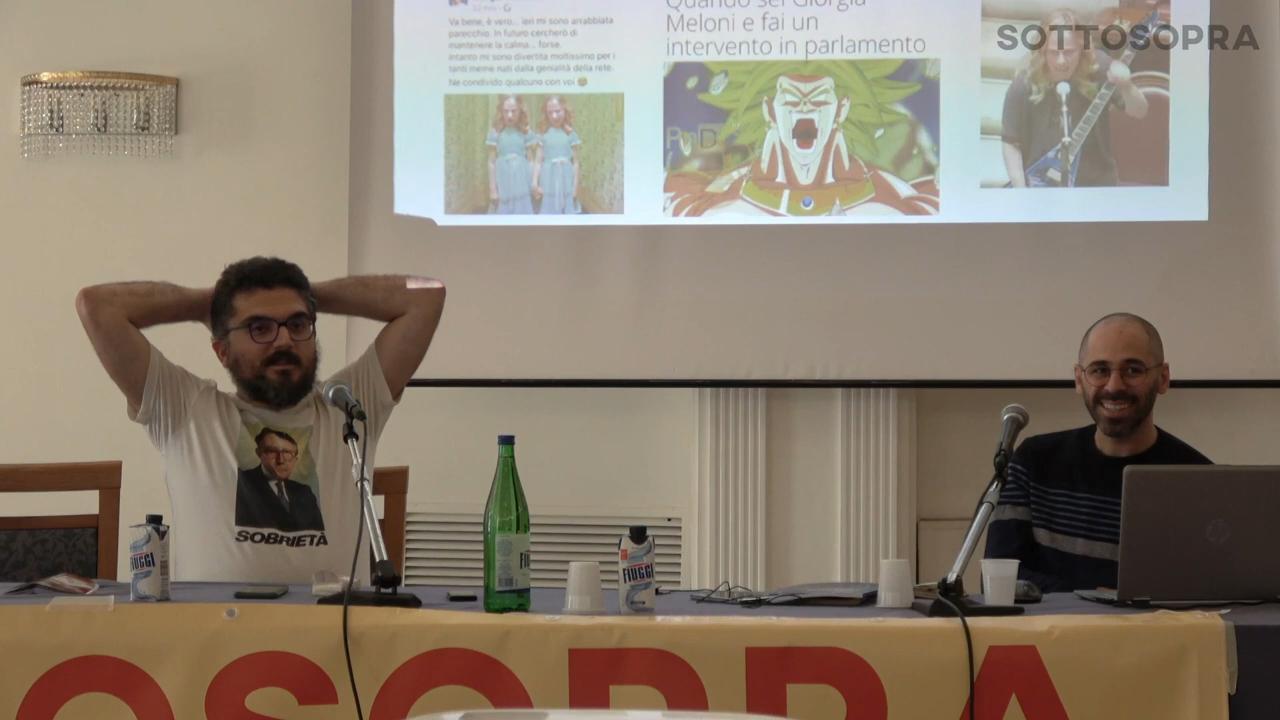 Va bene, è vero... ieri mi sono arrabbiata
parecchio. In futuro cercherò di
mantenere la calma... forse.
intanto mi sono divertita moltissimo per i
tanti meme nati dalla genialità della rete.
Ne condivido qualcuno con voi
Quando sei Giorgia
Meloni e fai un
intervento in parlamento
SOTTOSOPRA
SOBRIETÀ
FIUGGI
FIUGGI
OSOPRA